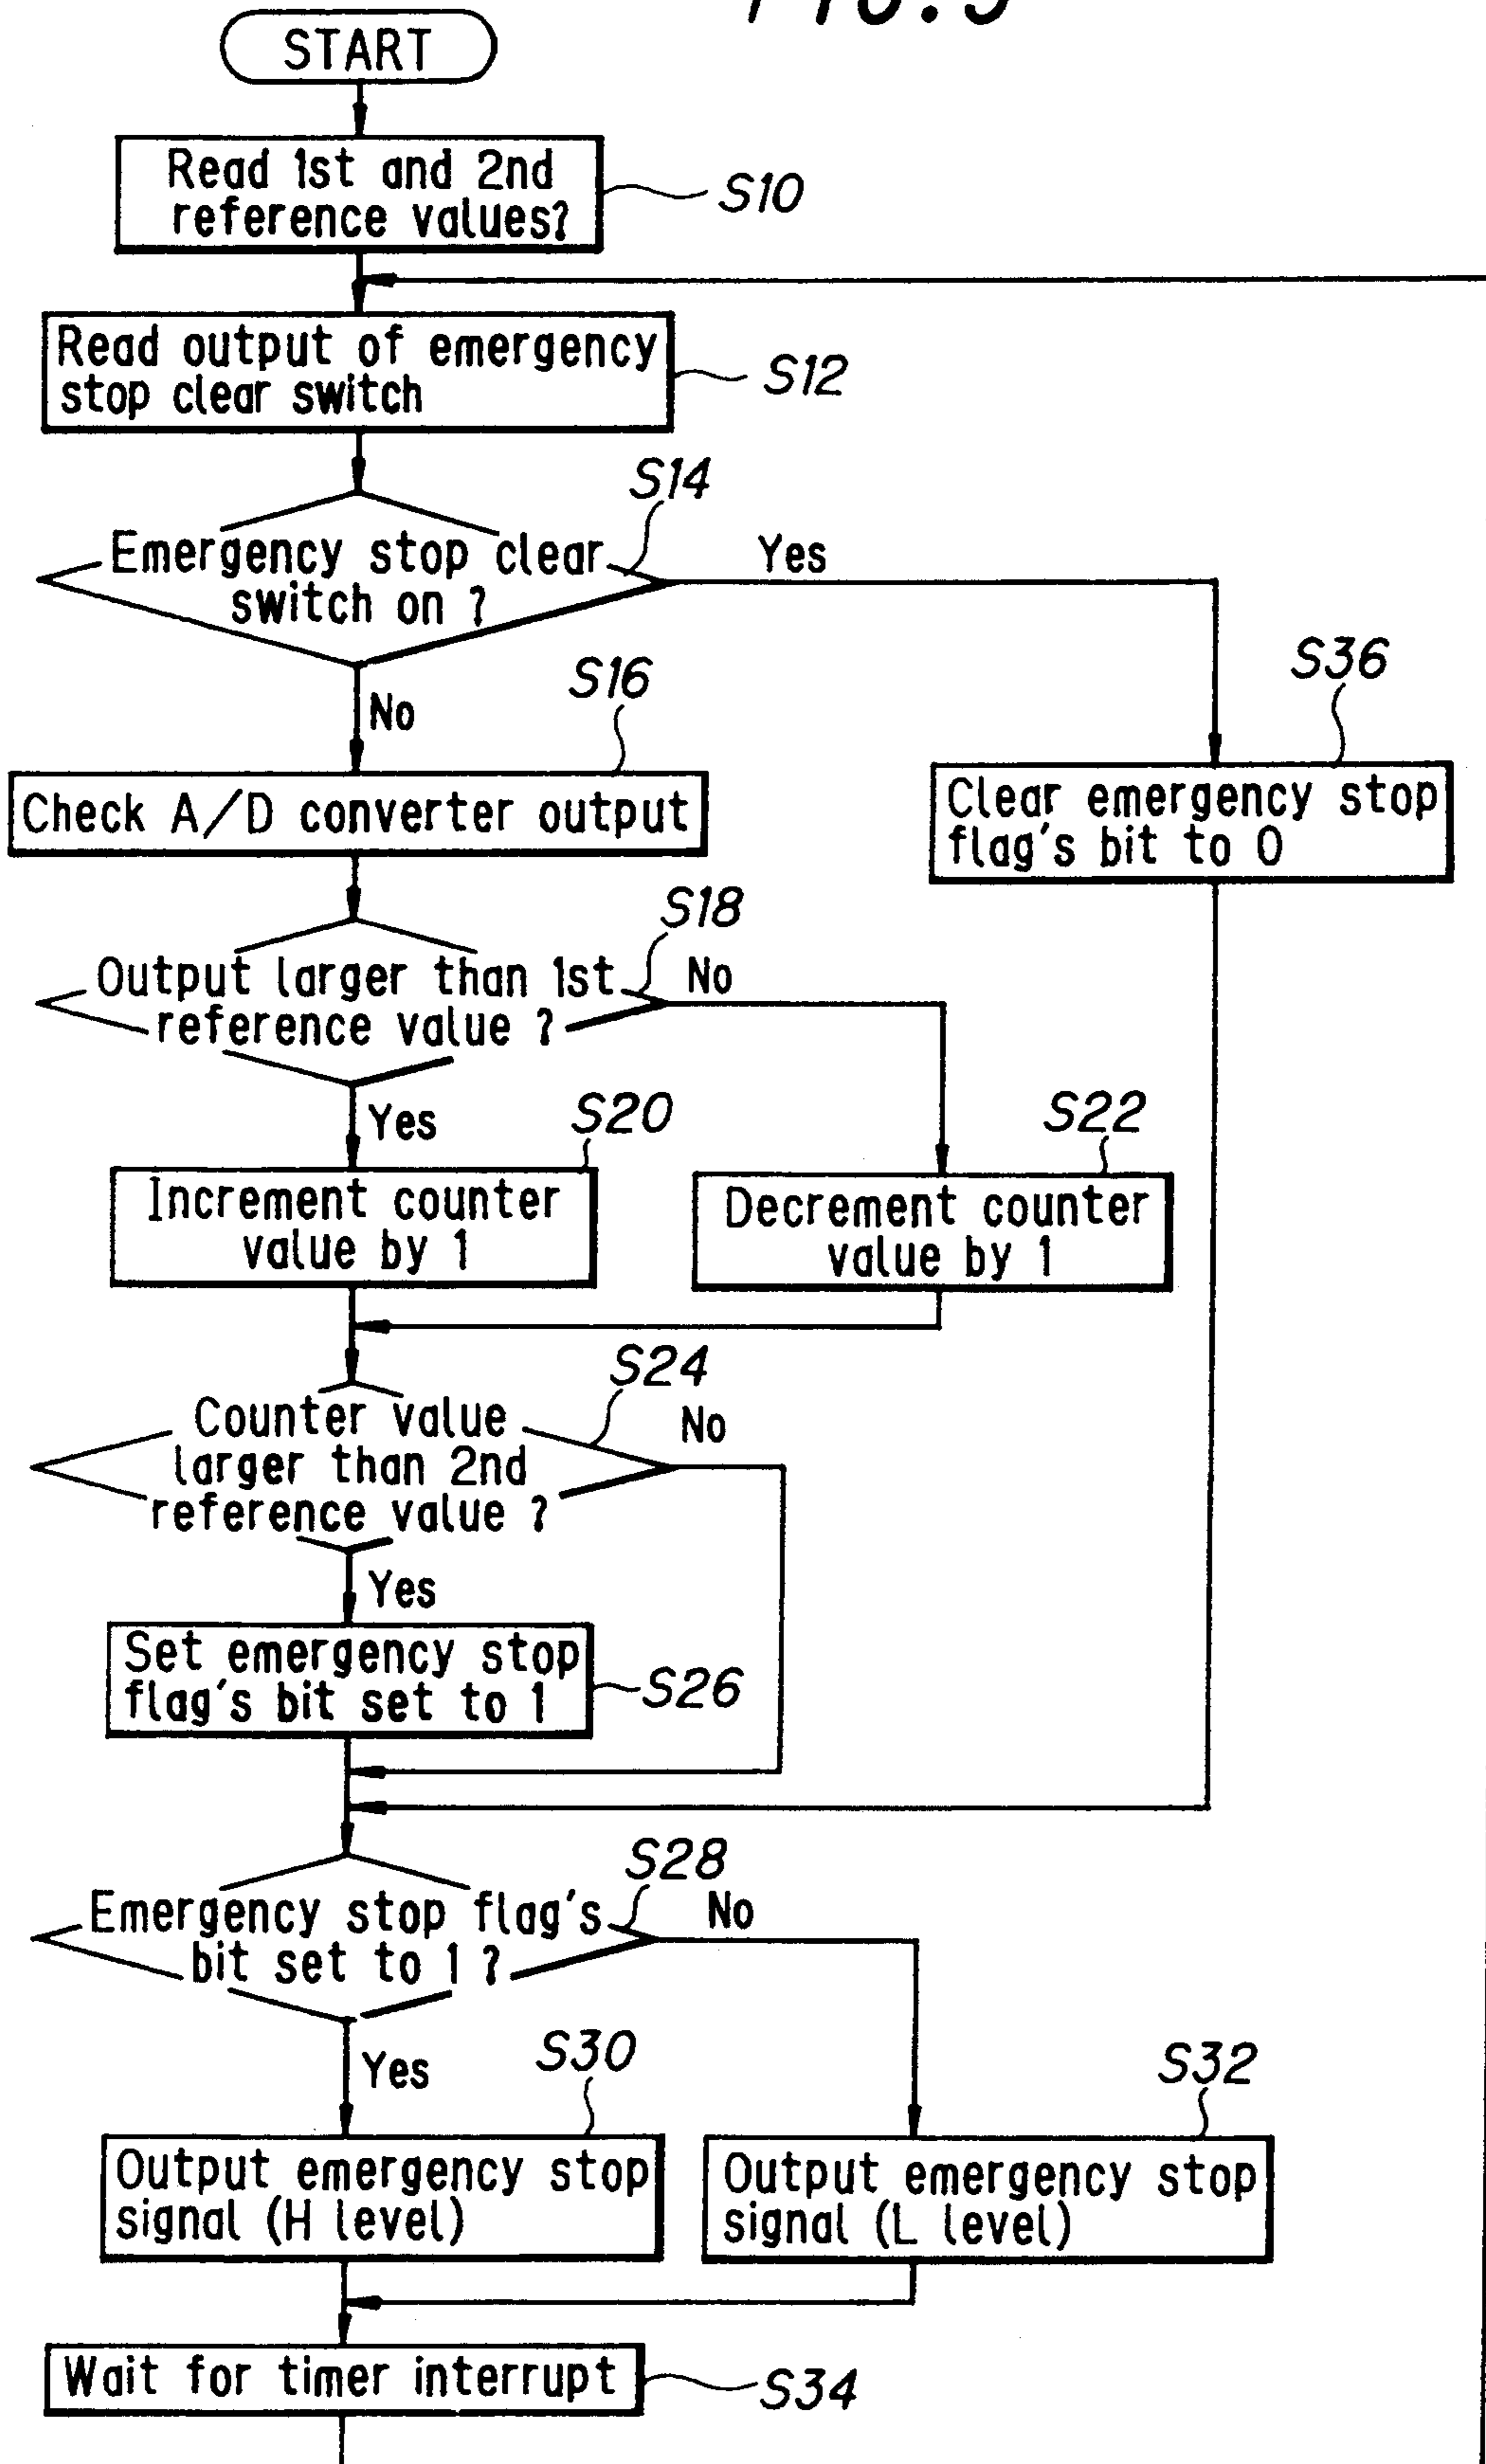 START
Read 1st and 2nd
reference values?
S10
Read output of emergency
stop clear switch
S12
S14
Emergency stop clear
switch on ?
Yes
No
S16
S36
Check A/D converter output
Clear emergency stop
flag's bit to 0
S18
Output larger than 1st
reference value ?
No
Yes
S20
S22
Increment counter
value by 1
Decrement counter
value by 1
S24
Counter value
larger than 2nd
reference value ?
No
Yes
Set emergency stop
flag's bit set to 1
S26
S28
Emergency stop flag's
bit set to 1 ?
No
Yes
S30
S32
Output emergency stop
signal (H level)
Output emergency stop
signal (L level)
Wait for timer interrupt
S34